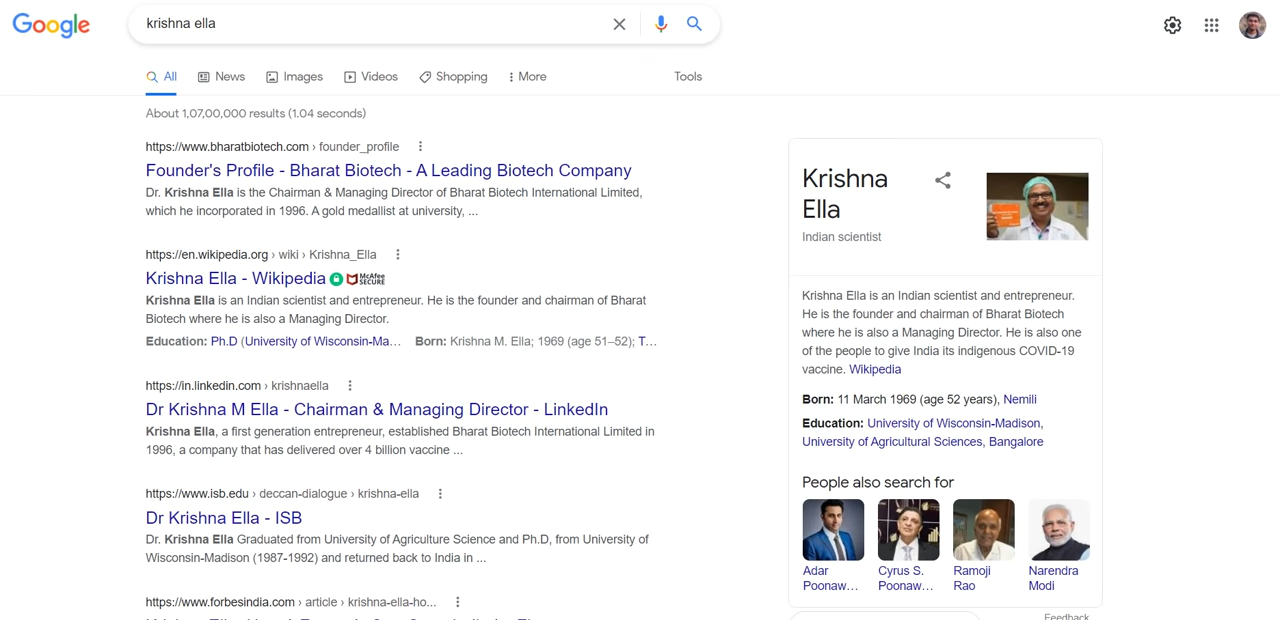 Google
krishna ella
All
News
Images
Videos
Shopping
More
Tools
About 1,07,00,000 results (1.04 seconds)
https://www.bharatbiotech.com › founder_profile
Founder's Profile - Bharat Biotech - A Leading Biotech Company
Dr. Krishna Ella is the Chairman & Managing Director of Bharat Biotech International Limited,
which he incorporated in 1996. A gold medallist at university, ...
https://en.wikipedia.org › wiki › Krishna_Ella
Krishna Ella - Wikipedia McAfee SECURE
Krishna Ella is an Indian scientist and entrepreneur. He is the founder and chairman of Bharat
Biotech where he is also a Managing Director.
Education: Ph.D (University of Wisconsin-Ma... Born: Krishna M. Ella; 1969 (age 51–52); T...
https://in.linkedin.com › krishnaella
Dr Krishna M Ella - Chairman & Managing Director - LinkedIn
Krishna Ella, a first generation entrepreneur, established Bharat Biotech International Limited in
1996, a company that has delivered over 4 billion vaccine ...
https://www.isb.edu › deccan-dialogue › krishna-ella
Dr Krishna Ella - ISB
Dr. Krishna Ella Graduated from University of Agriculture Science and Ph.D, from University of
Wisconsin-Madison (1987-1992) and returned back to India in ...
https://www.forbesindia.com › article › krishna-ella-ho...
Krishna
Ella
Indian scientist
Krishna Ella is an Indian scientist and entrepreneur.
He is the founder and chairman of Bharat Biotech
where he is also a Managing Director. He is also one
of the people to give India its indigenous COVID-19
vaccine. Wikipedia
Born: 11 March 1969 (age 52 years), Nemili
Education: University of Wisconsin-Madison,
University of Agricultural Sciences, Bangalore
People also search for
Adar
Poonaw...
Cyrus S.
Poonaw...
Ramoji
Rao
Narendra
Modi
Feedback